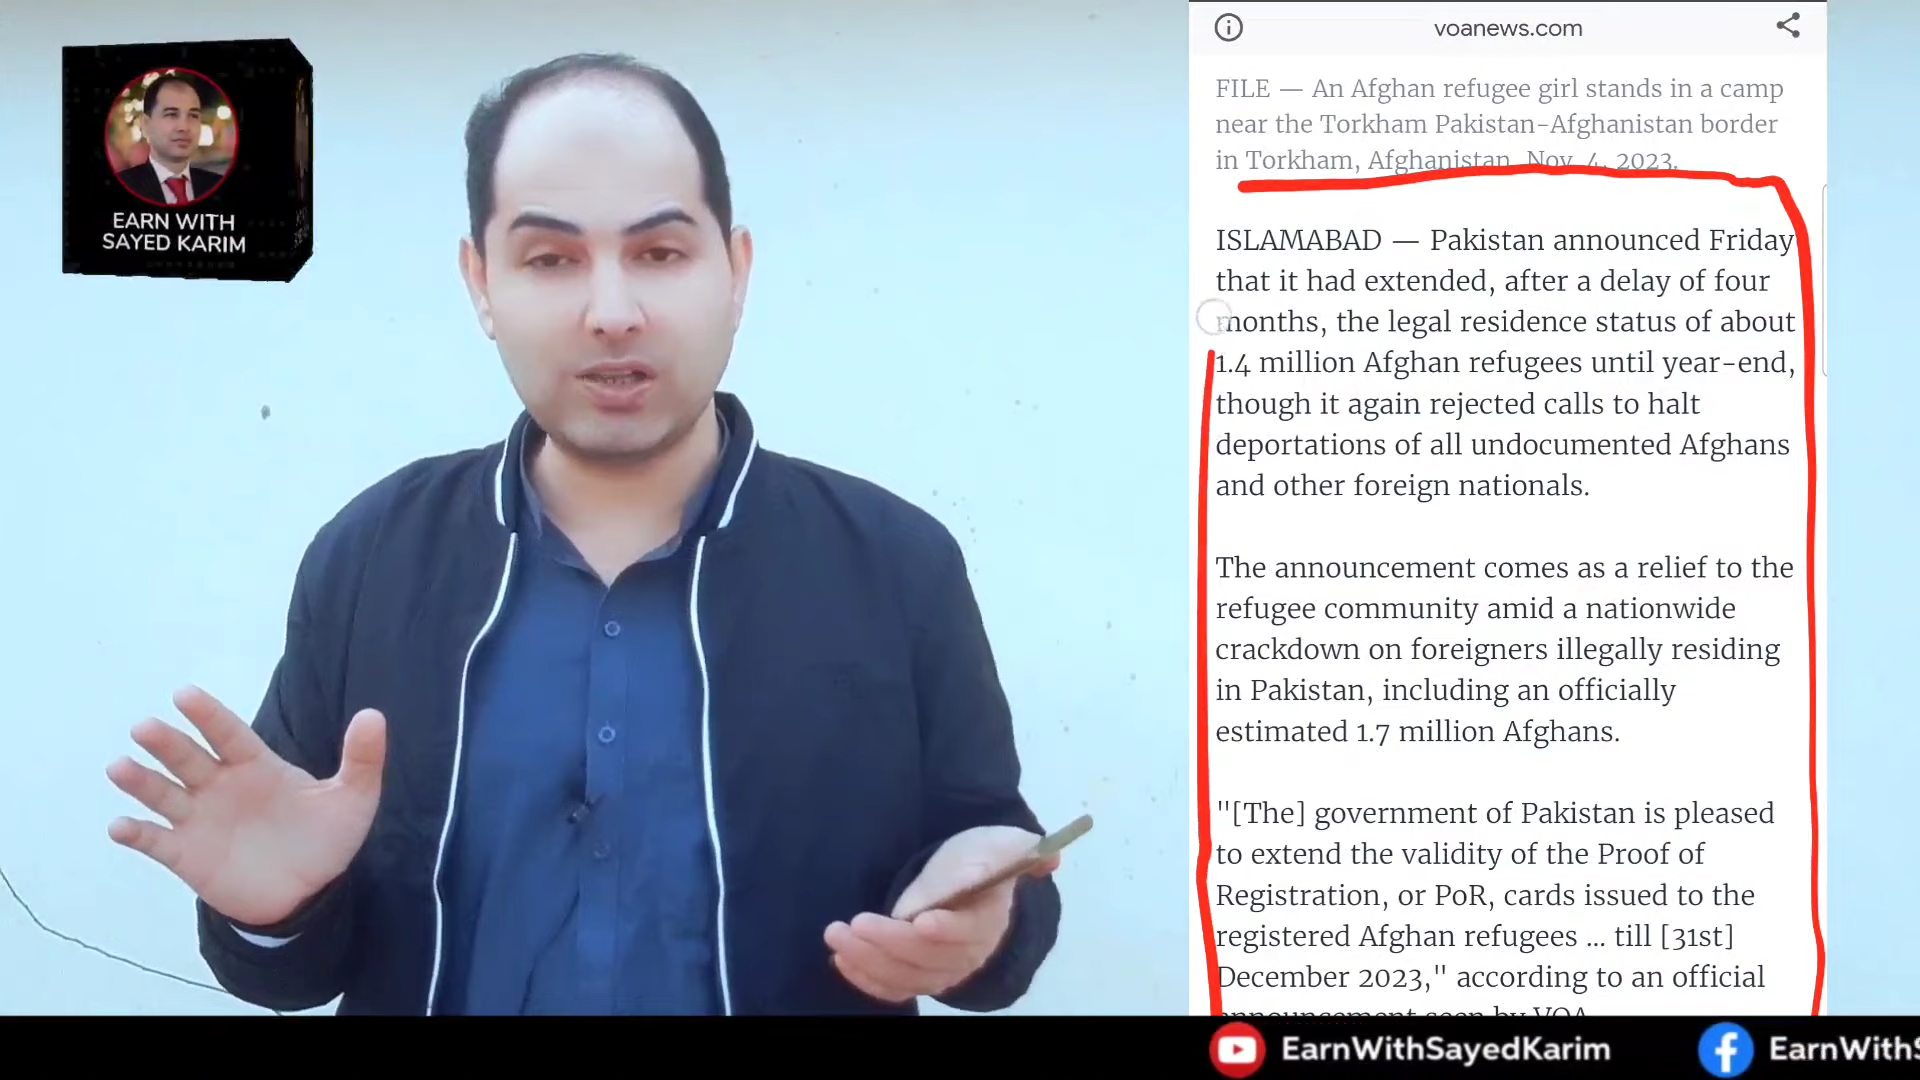 EARN WITH
SAYED KARIM
voanews.com
FILE — An Afghan refugee girl stands in a camp
near the Torkham Pakistan-Afghanistan border
in Torkham, Afghanistan, Nov. 4, 2023.
ISLAMABAD — Pakistan announced Friday
that it had extended, after a delay of four
months, the legal residence status of about
1.4 million Afghan refugees until year-end,
though it again rejected calls to halt
deportations of all undocumented Afghans
and other foreign nationals.
The announcement comes as a relief to the
refugee community amid a nationwide
crackdown on foreigners illegally residing
in Pakistan, including an officially
estimated 1.7 million Afghans.
"[The] government of Pakistan is pleased
to extend the validity of the Proof of
Registration, or PoR, cards issued to the
registered Afghan refugees ... till [31st]
December 2023," according to an official
announcement seen by VOA
EarnWithSayedKarim
EarnWithS